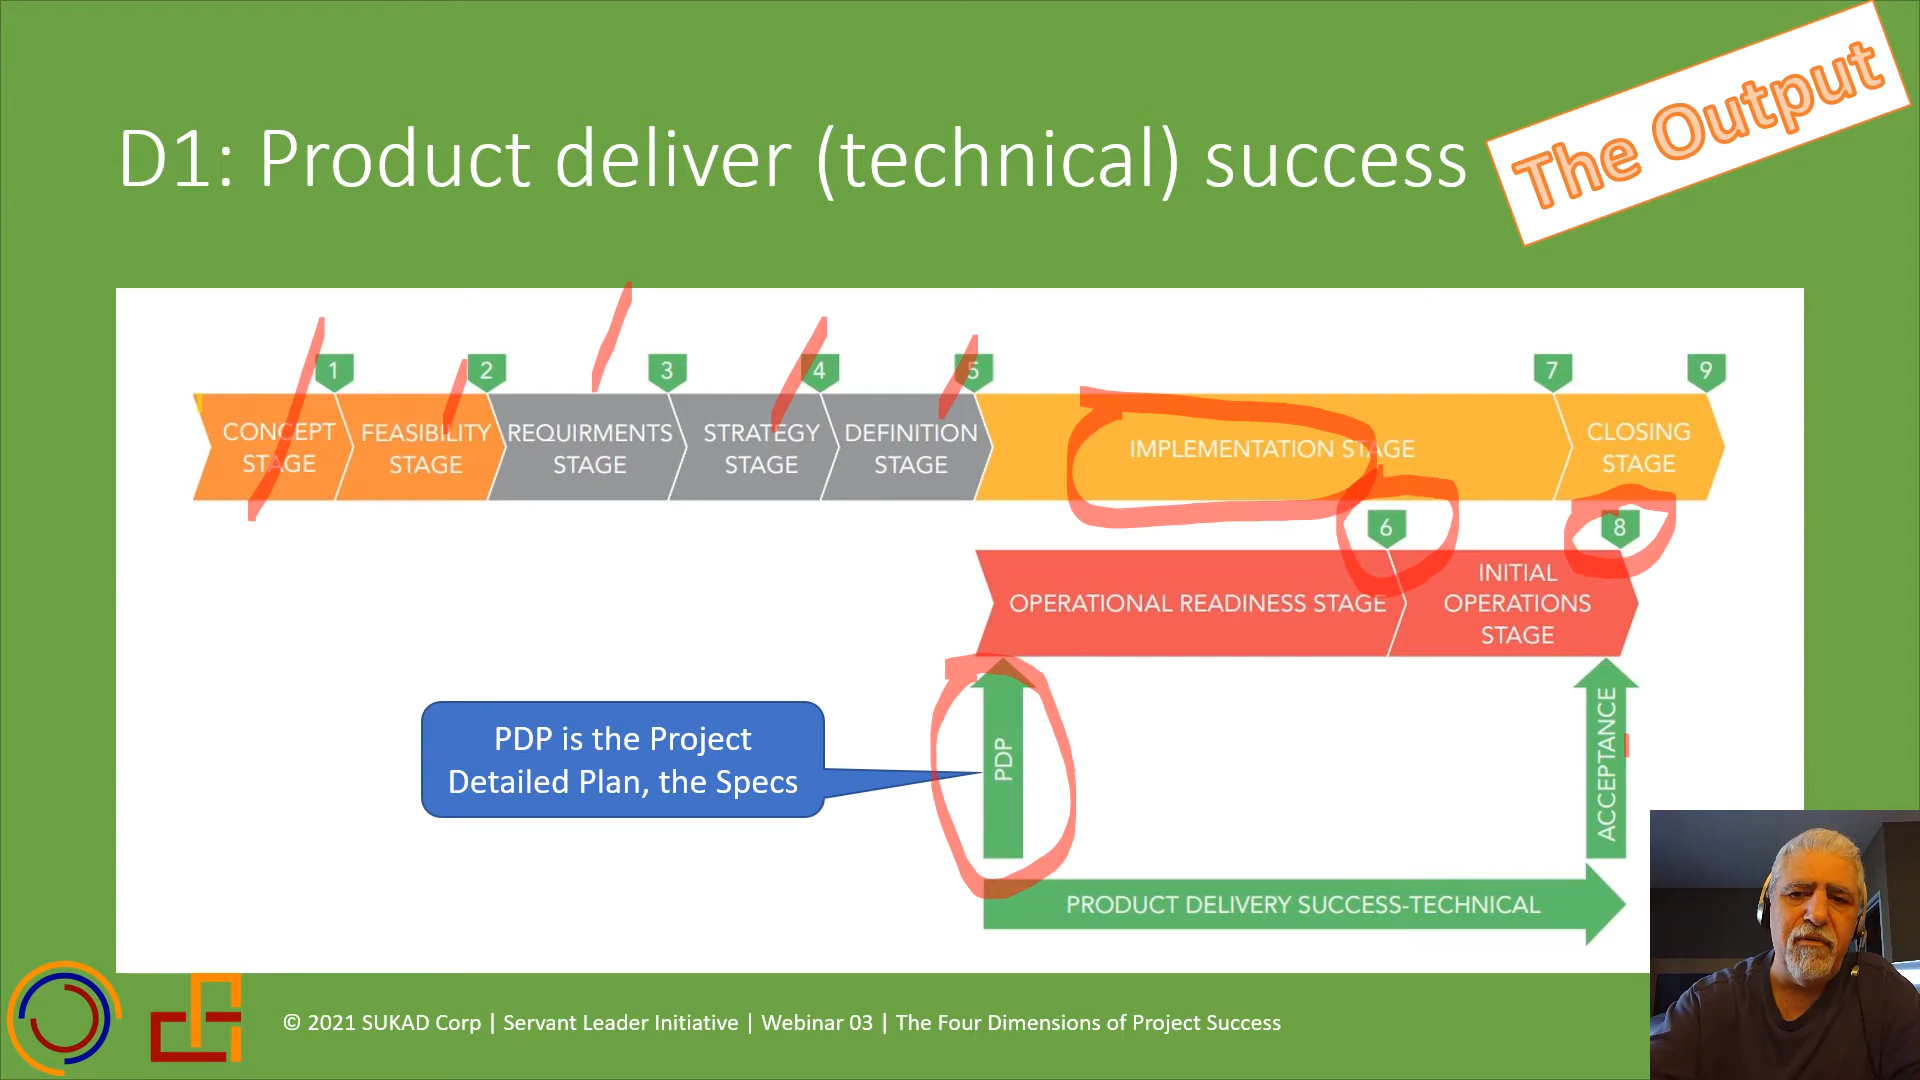 D1: Product deliver (technical) success
The Output
1
2
3
4
5
7
9
CONCEPT
STAGE
FEASIBILITY
STAGE
REQUIRMENTS
STAGE
STRATEGY
STAGE
DEFINITION
STAGE
IMPLEMENTATION STAGE
CLOSING
STAGE
6
8
OPERATIONAL READINESS STAGE
INITIAL
OPERATIONS
STAGE
PDP is the Project
Detailed Plan, the Specs
PDP
ACCEPTANCE
PRODUCT DELIVERY SUCCESS-TECHNICAL
© 2021 SUKAD Corp | Servant Leader Initiative | Webinar 03 | The Four Dimensions of Project Success